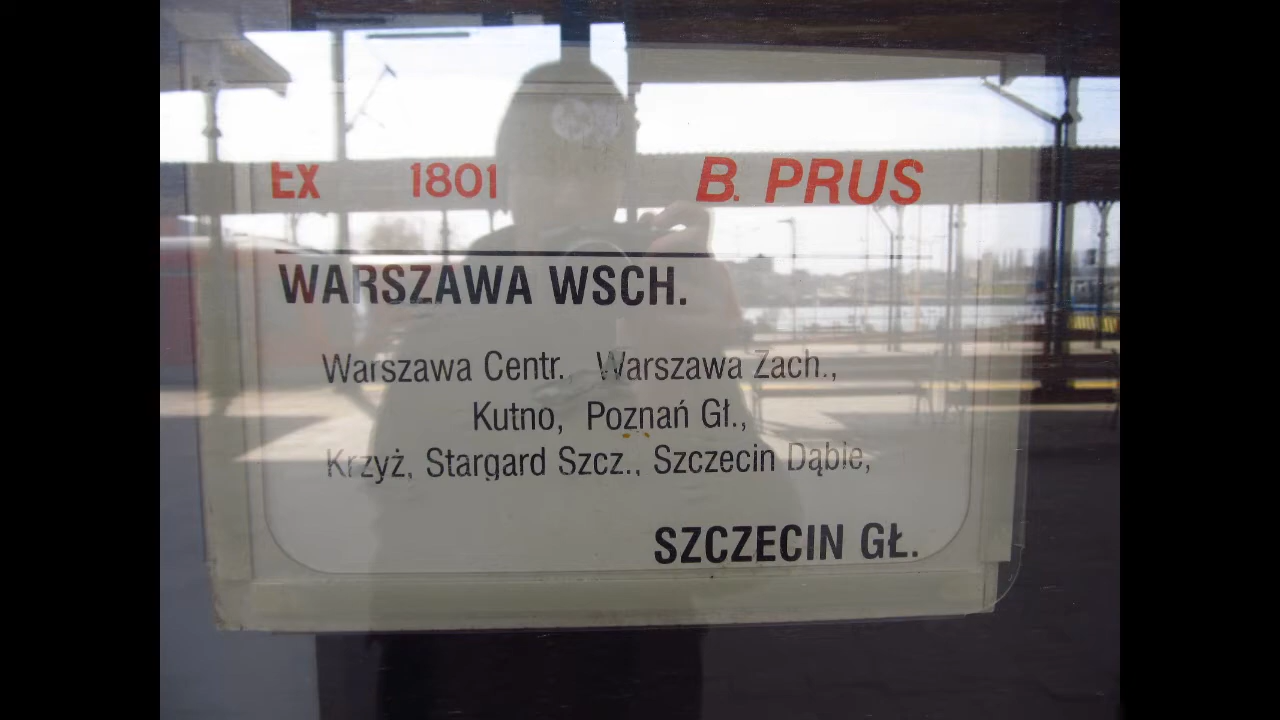 Ex 1801 B. PRUS
WARSZAWA WSCH.
Warszawa Centr., Warszawa Zach.,
Kutno, Poznań Gł.,
Krzyż, Stargard Szcz., Szczecin Dąbie,
SZCZECIN GŁ.